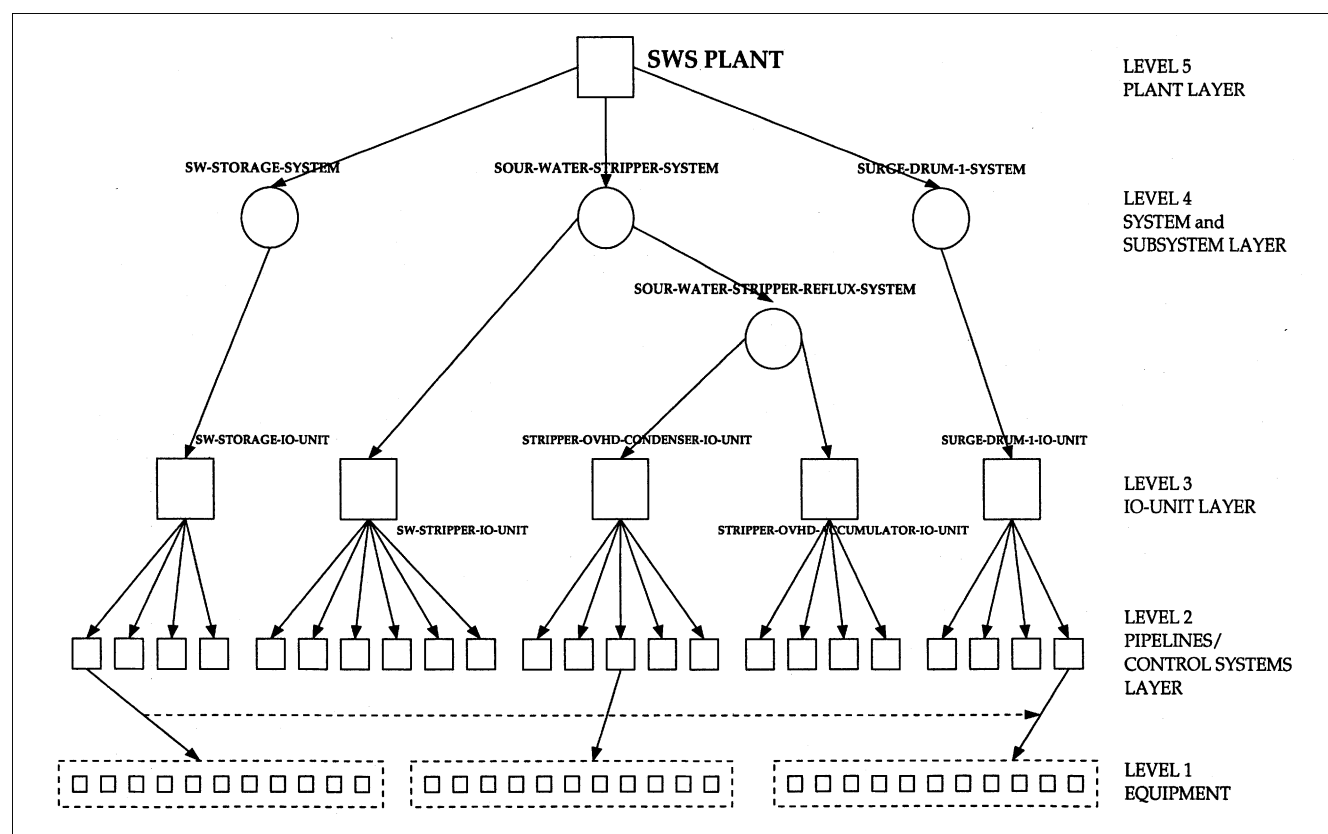 SWS PLANT
LEVEL 5
PLANT LAYER
SW-STORAGE-SYSTEM
SOUR-WATER-STRIPPER-SYSTEM
SURGE-DRUM-1-SYSTEM
LEVEL 4
SYSTEM and
SUBSYSTEM LAYER
SOUR-WATER-STRIPPER-REFLUX-SYSTEM
SW-STORAGE-IO-UNIT
STRIPPER-OVHD-CONDENSER-IO-UNIT
SURGE-DRUM-1-IO-UNIT
LEVEL 3
IO-UNIT LAYER
SW-STRIPPER-IO-UNIT
STRIPPER-OVHD-ACCUMULATOR-IO-UNIT
LEVEL 2
PIPELINES/
CONTROL SYSTEMS
LAYER
LEVEL 1
EQUIPMENT